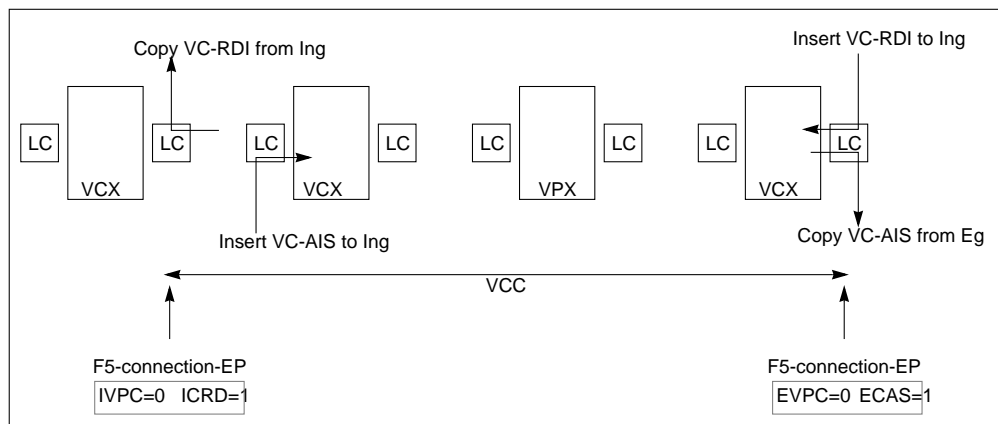 Copy VC-RDI from Ing
Insert VC-RDI to Ing
LC
LC
LC
LC
LC
LC
LC
LC
VCX
VCX
VPX
VCX
Insert VC-AIS to Ing
Copy VC-AIS from Eg
VCC
F5-connection-EP
F5-connection-EP
IVPC=0 ICRD=1
EVPC=0 ECAS=1